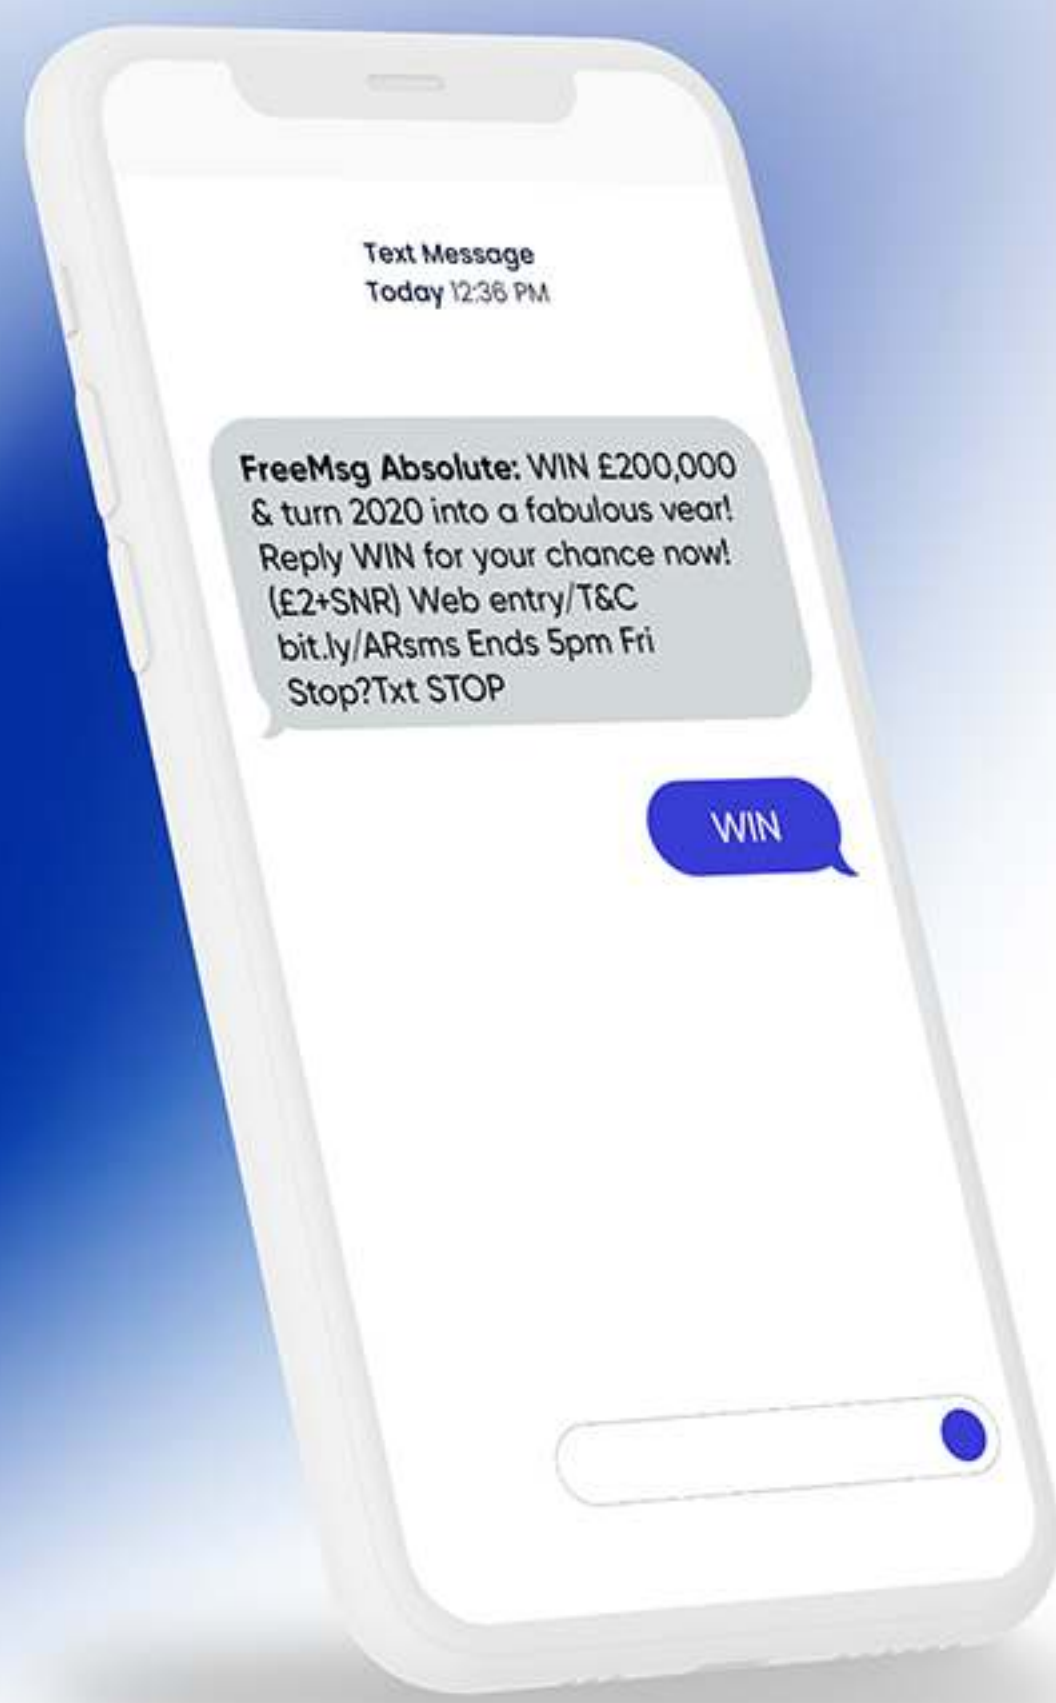 Text Message
Today 12:36 PM
FreeMsg Absolute: WIN £200,000
& turn 2020 into a fabulous vear!
Reply WIN for your chance now!
(£2+SNR) Web entry/T&C
bit.ly/ARsms Ends 5pm Fri
Stop?Txt STOP
WIN